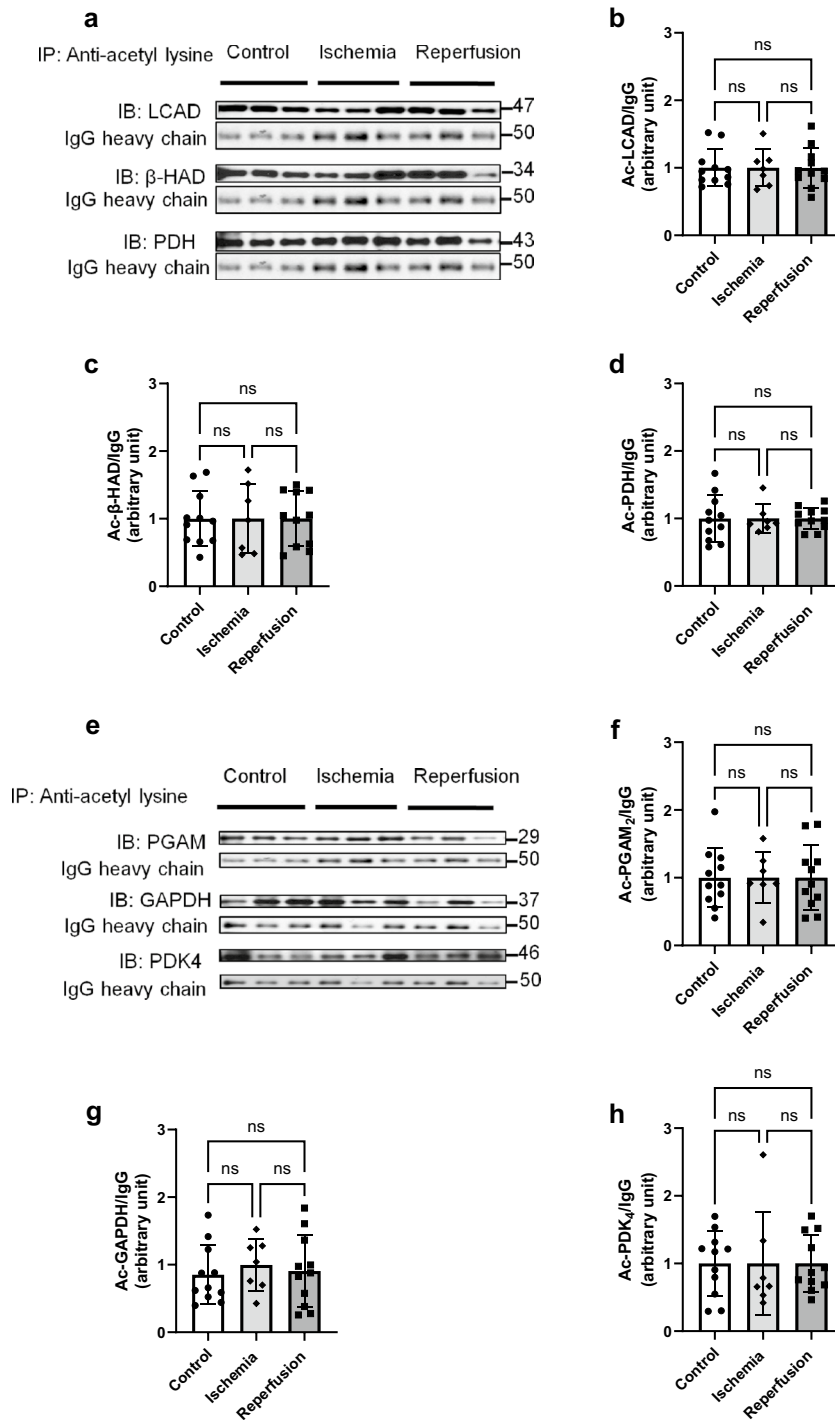 a
IP: Anti-acetyl lysine Control Ischemia Reperfusion
IB: LCAD 47
IgG heavy chain 50
IB: β-HAD 34
IgG heavy chain 50
IB: PDH 43
IgG heavy chain 50
b
Ac-LCAD/IgG
(arbitrary unit)
3
2
1
0
ns
ns ns
Control Ischemia Reperfusion
c
Ac-β-HAD/IgG
(arbitrary unit)
3
2
1
0
ns
ns ns
Control Ischemia Reperfusion
d
Ac-PDH/IgG
(arbitrary unit)
3
2
1
0
ns
ns ns
Control Ischemia Reperfusion
e
Control Ischemia Reperfusion
IP: Anti-acetyl lysine
IB: PGAM 29
IgG heavy chain 50
IB: GAPDH 37
IgG heavy chain 50
IB: PDK4 46
IgG heavy chain 50
f
Ac-PGAM2/IgG
(arbitrary unit)
3
2
1
0
ns
ns ns
Control Ischemia Reperfusion
g
Ac-GAPDH/IgG
(arbitrary unit)
3
2
1
0
ns
ns ns
Control Ischemia Reperfusion
h
Ac-PDK4/IgG
(arbitrary unit)
3
2
1
0
ns
ns ns
Control Ischemia Reperfusion